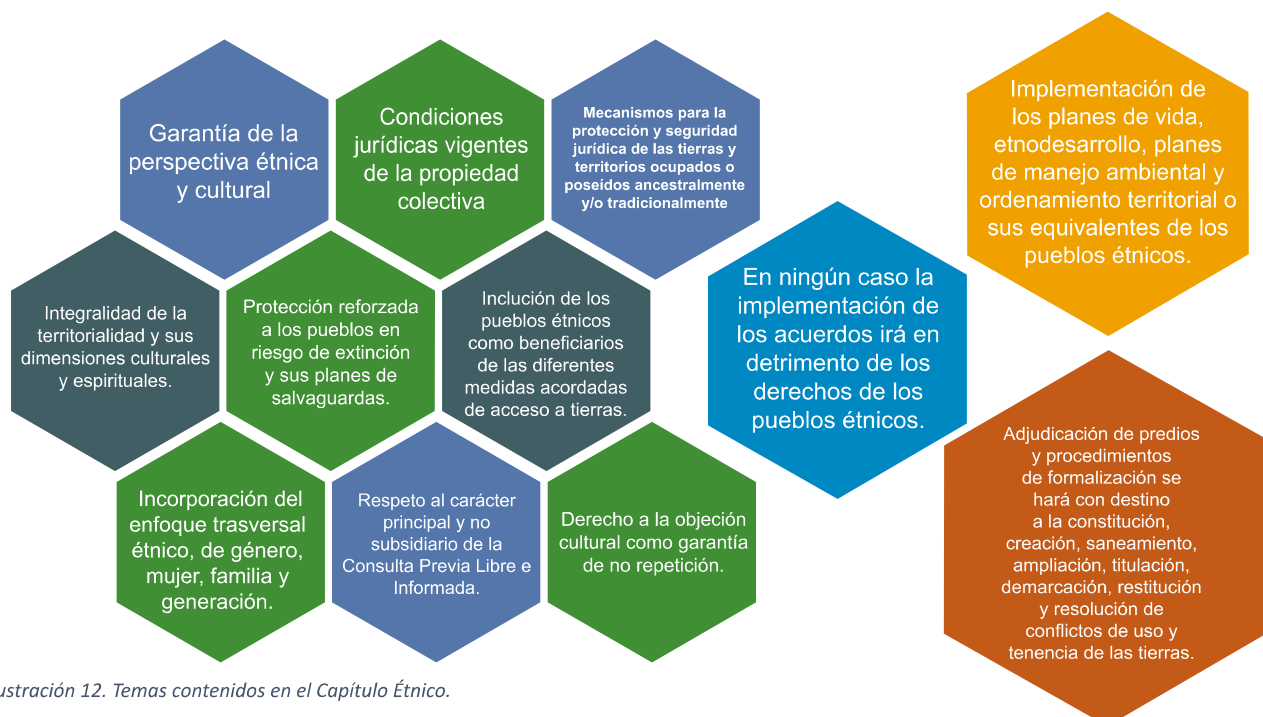 Garantía de la
perspectiva étnica
y cultural
Condiciones
jurídicas vigentes
de la propiedad
colectiva
Mecanismos para la
protección y seguridad
jurídica de las tierras y
territorios ocupados o
poseídos ancestralmente
y/o tradicionalmente
Implementación de
los planes de vida,
etnodesarrollo, planes
de manejo ambiental y
ordenamiento territorial o
sus equivalentes de los
pueblos étnicos.
Integralidad de la
territorialidad y sus
dimensiones culturales
y espirituales.
Protección reforzada
a los pueblos en
riesgo de extinción
y sus planes de
salvaguardas.
Inclusión de los
pueblos étnicos
como beneficiarios
de las diferentes
medidas acordadas
de acceso a tierras.
En ningún caso la
implementación de
los acuerdos irá en
detrimento de los
derechos de los
pueblos étnicos.
Incorporación del
enfoque trasversal
étnico, de género,
mujer, familia y
generación.
Respeto al carácter
principal y no
subsidiario de la
Consulta Previa Libre e
Informada.
Derecho a la objeción
cultural como garantía
de no repetición.
Adjudicación de predios
y procedimientos
de formalización se
hará con destino
a la constitución,
creación, saneamiento,
ampliación, titulación,
demarcación, restitución
y resolución de
conflictos de uso y
tenencia de las tierras.
ustración 12. Temas contenidos en el Capítulo Étnico.